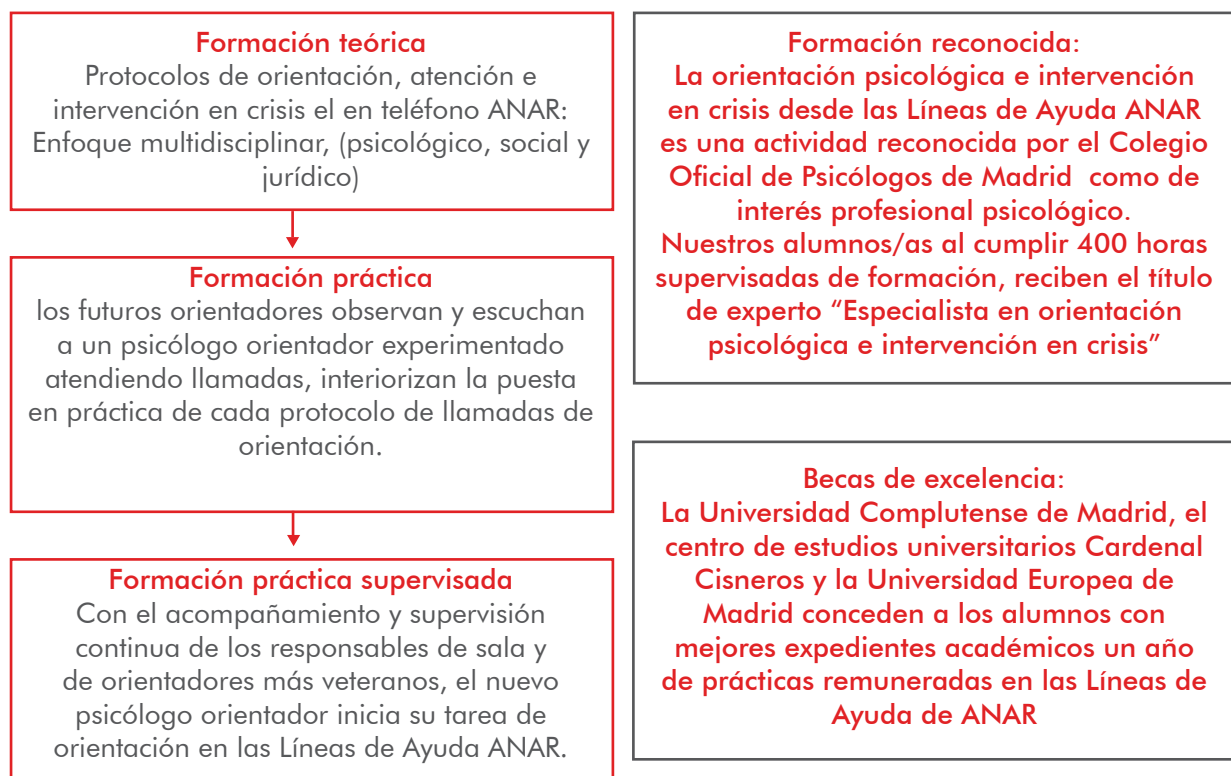 Formación teórica
Protocolos de orientación, atención e
intervención en crisis el en teléfono ANAR:
Enfoque multidisciplinar, (psicológico, social y
jurídico)
Formación práctica
los futuros orientadores observan y escuchan
a un psicólogo orientador experimentado
atendiendo llamadas, interiorizan la puesta
en práctica de cada protocolo de llamadas de
orientación.
Formación práctica supervisada
Con el acompañamiento y supervisión
continua de los responsables de sala y
de orientadores más veteranos, el nuevo
psicólogo orientador inicia su tarea de
orientación en las Líneas de Ayuda ANAR.
Formación reconocida:
La orientación psicológica e intervención
en crisis desde las Líneas de Ayuda ANAR
es una actividad reconocida por el Colegio
Oficial de Psicólogos de Madrid  como de
interés profesional psicológico.
Nuestros alumnos/as al cumplir 400 horas
supervisadas de formación, reciben el título
de experto “Especialista en orientación
psicológica e intervención en crisis”
Becas de excelencia:
La Universidad Complutense de Madrid, el
centro de estudios universitarios Cardenal
Cisneros y la Universidad Europea de
Madrid conceden a los alumnos con
mejores expedientes académicos un año
de prácticas remuneradas en las Líneas de
Ayuda de ANAR